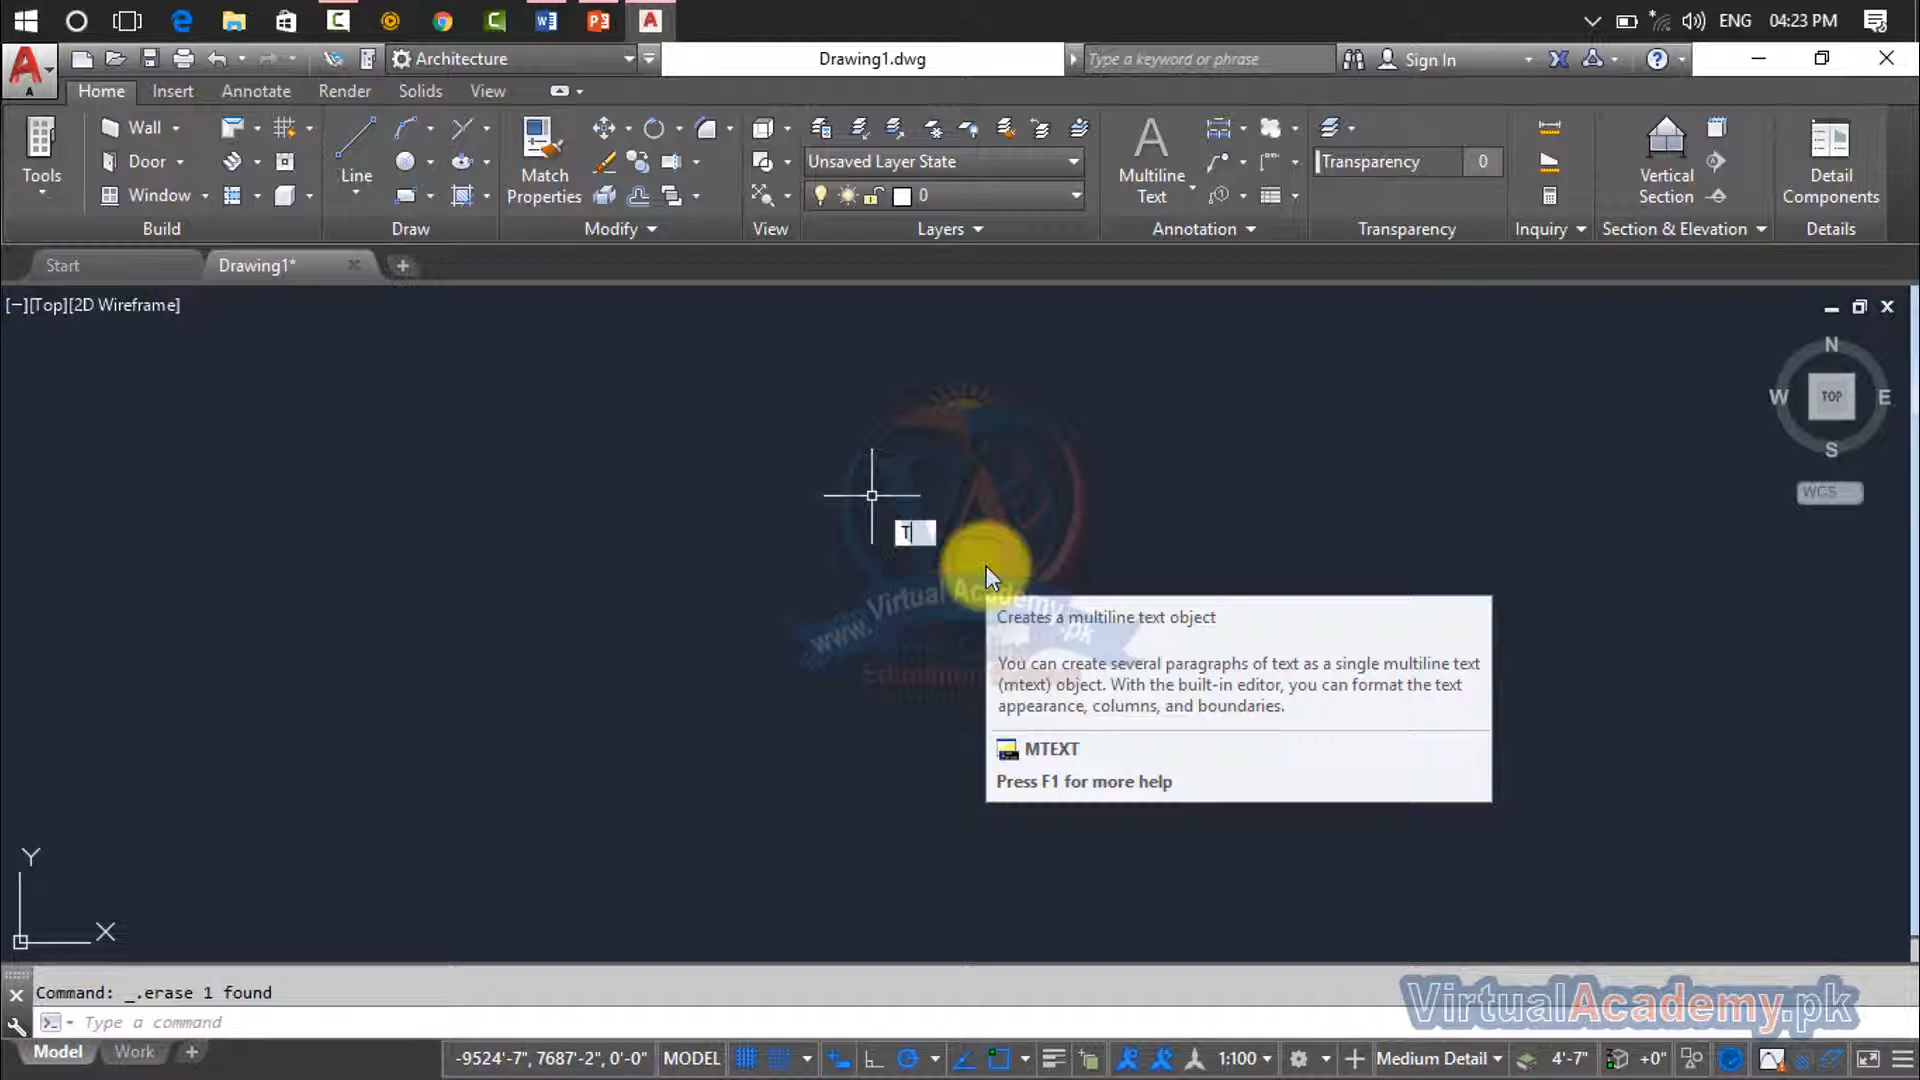 ENG 04:23 PM
Architecture
Drawing1.dwg
Type a keyword or phrase
Sign In
Home Insert Annotate Render Solids View
Wall
Door
Window
Tools
Line
Match
Properties
Unsaved Layer State
0
Multiline
Text
Transparency 0
Vertical
Section
Detail
Components
Build Draw Modify View Layers Annotation Transparency Inquiry Section & Elevation Details
Start Drawing1*
[−][Top][2D Wireframe]
N
W TOP E
S
WCS
T
www.VirtualAcademy.pk
Creates a multiline text object
You can create several paragraphs of text as a single multiline text
(mtext) object. With the built-in editor, you can format the text
appearance, columns, and boundaries.
MTEXT
Press F1 for more help
Y
X
Command: _.erase 1 found
Type a command
VirtualAcademy.pk
Model Work
-9524'-7", 7687'-2", 0'-0" MODEL 1:100 Medium Detail 4'-7" +0"